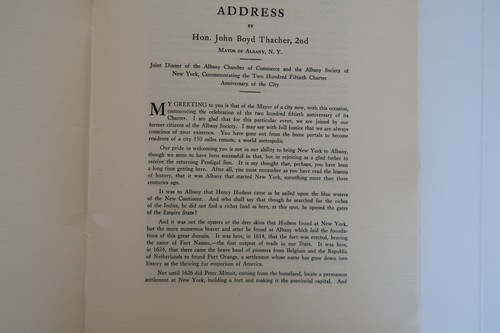 ADDRESS
BY
Hon. John Boyd Thacher, 2nd
Mayor of Albany, N. Y.
Joint Dinner of the Albany Chamber of Commerce and the Albany Society of
New York, Commemorating the Two Hundred Fiftieth Charter
Anniversary of the City
MY GREETING to you is that of the Mayor of a city now, with this occasion,
commencing the celebration of the two hundred fiftieth anniversary of its
Charter. I am glad that for this particular event, we are joined by our
former citizens of the Albany Society. I may say with full justice that we are always
conscious of your existence. You have gone out from the home portals to become
residents of a city 150 miles remote, a world metropolis.
Our pride in welcoming you is not in our ability to bring New York to Albany,
though we seem to have been successful in that, but in rejoicing as a glad father to
receive the returning Prodigal Son. It is my thought that, perhaps, you have been
a long time getting here. After all, you must remember as you have read the lessons
of history, that it was Albany that started New York, something more than three
centuries ago.
It was to Albany that Henry Hudson came as he sailed upon the blue waters
of the New Continent. And who shall say that though he searched for the riches
of the Indies, he did not find a richer land as here, at this spot, he opened the gates
of the Empire State?
And it was not the oysters or the deer skins that Hudson found at New York,
but the more numerous beaver and otter he found at Albany which laid the foundations
of this great domain. It was here, in 1614, that the fort was erected, bearing
the name of Fort Nassau,—the first outpost of trade in our State. It was here,
in 1624, that there came the brave band of pioneers from Belgium and the Republic
of Netherlands to found Fort Orange, a settlement whose name has gone down into
history as the thriving fur emporium of America.
Not until 1626 did Peter Minuit, coming from the homeland, locate a permanent
settlement at New York, building a fort and making it the provincial capital. And